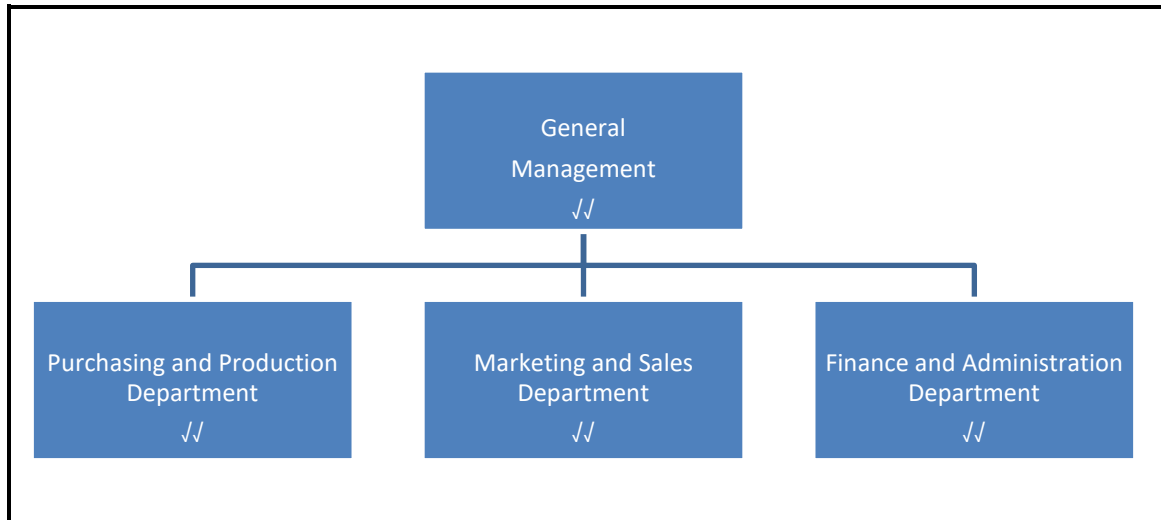 General
Management
√√
Purchasing and Production
Department
√√
Marketing and Sales
Department
√√
Finance and Administration
Department
√√